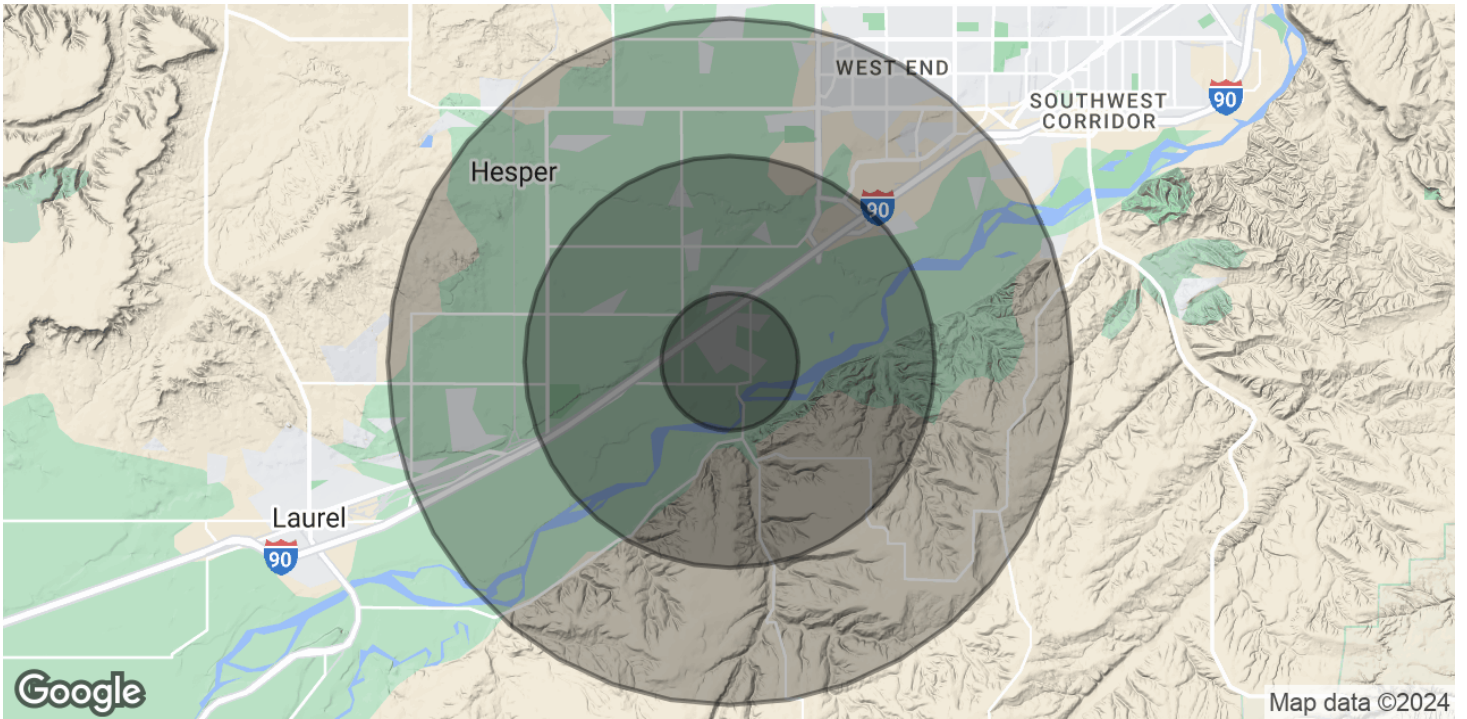 WEST END
SOUTHWEST
CORRIDOR
90
Hesper
90
Laurel
90
Google
Map data ©2024